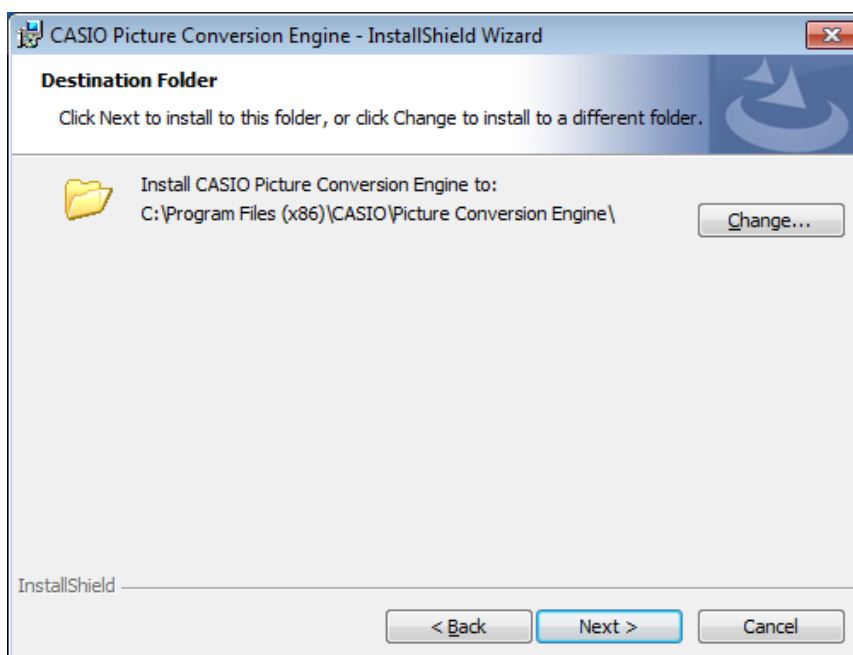 CASIO Picture Conversion Engine - InstallShield Wizard
Destination Folder
Click Next to install to this folder, or click Change to install to a different folder.
Install CASIO Picture Conversion Engine to:
C:\Program Files (x86)\CASIO\Picture Conversion Engine\
Change...
InstallShield
< Back
Next >
Cancel